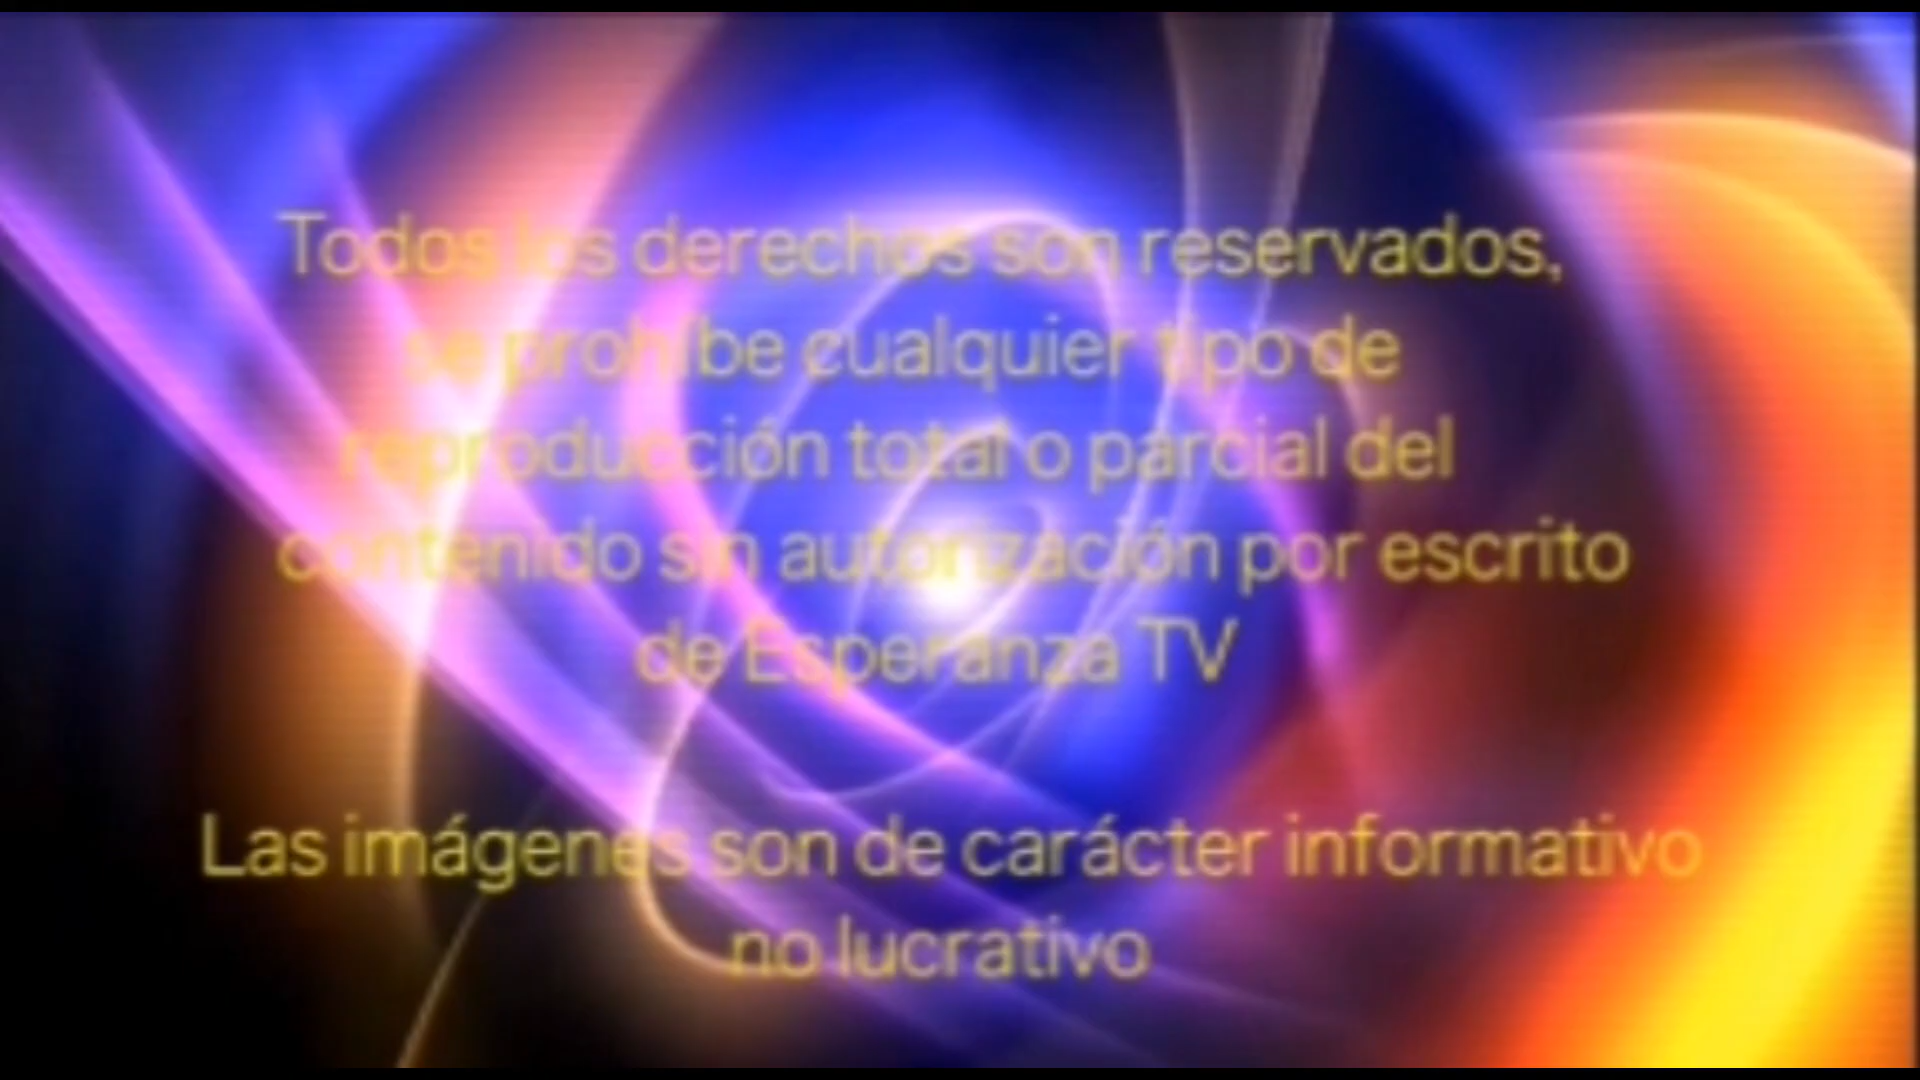 Todos los derechos son reservados,
se prohíbe cualquier tipo de
reproducción total o parcial del
contenido sin autorización por escrito
de Esperanza TV
Las imágenes son de carácter informativo
no lucrativo